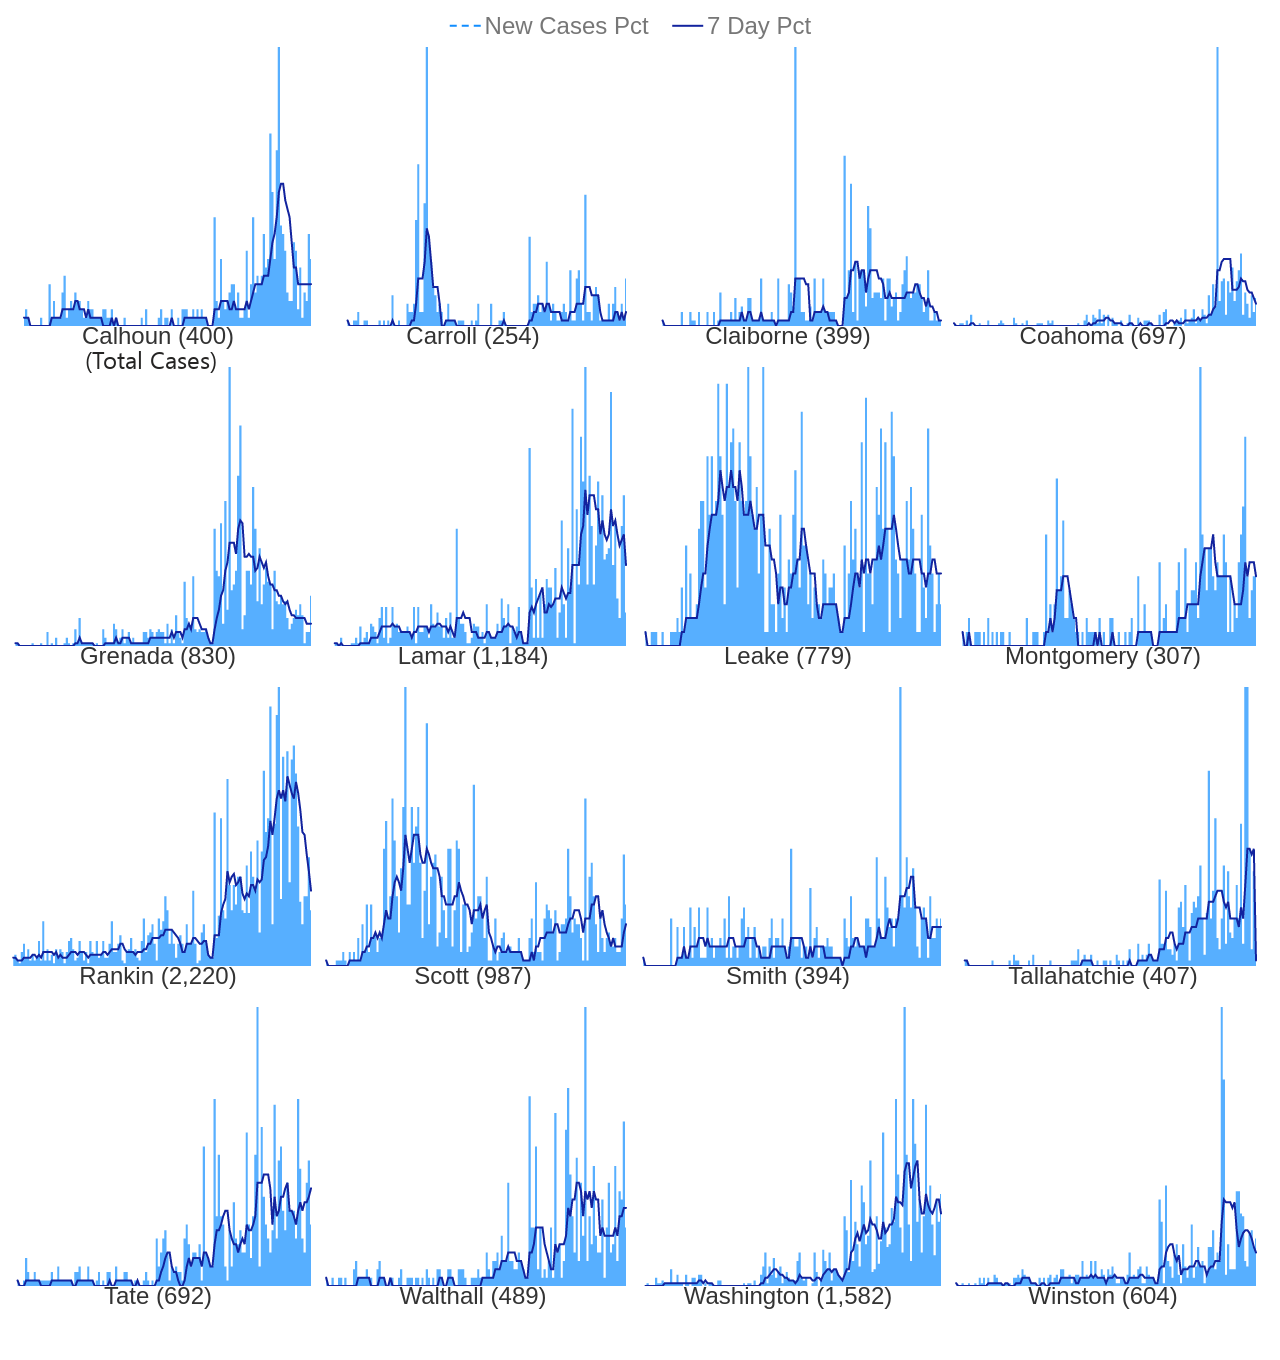 New Cases Pct 7 Day Pct
Calhoun (400) Carroll (254) Claiborne (399) Coahoma (697)
(Total Cases)
Grenada (830) Lamar (1,184) Leake (779) Montgomery (307)
Rankin (2,220) Scott (987) Smith (394) Tallahatchie (407)
Tate (692) Walthall (489) Washington (1,582) Winston (604)